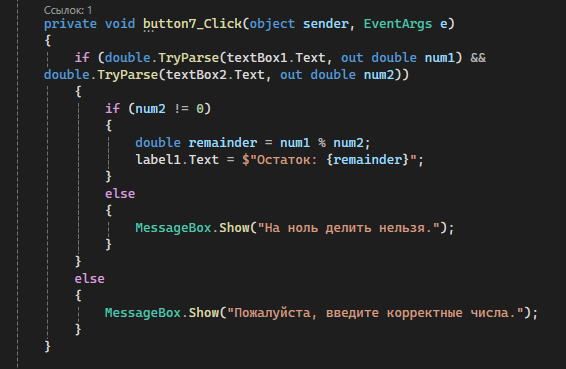 Ссылок: 1
private void button7_Click(object sender, EventArgs e)
{
if (double.TryParse(textBox1.Text, out double num1) &&
double.TryParse(textBox2.Text, out double num2))
{
if (num2 != 0)
{
double remainder = num1 % num2;
label1.Text = $"Остаток: {remainder}";
}
else
{
MessageBox.Show("На ноль делить нельзя.");
}
}
else
{
MessageBox.Show("Пожалуйста, введите корректные числа.");
}
}